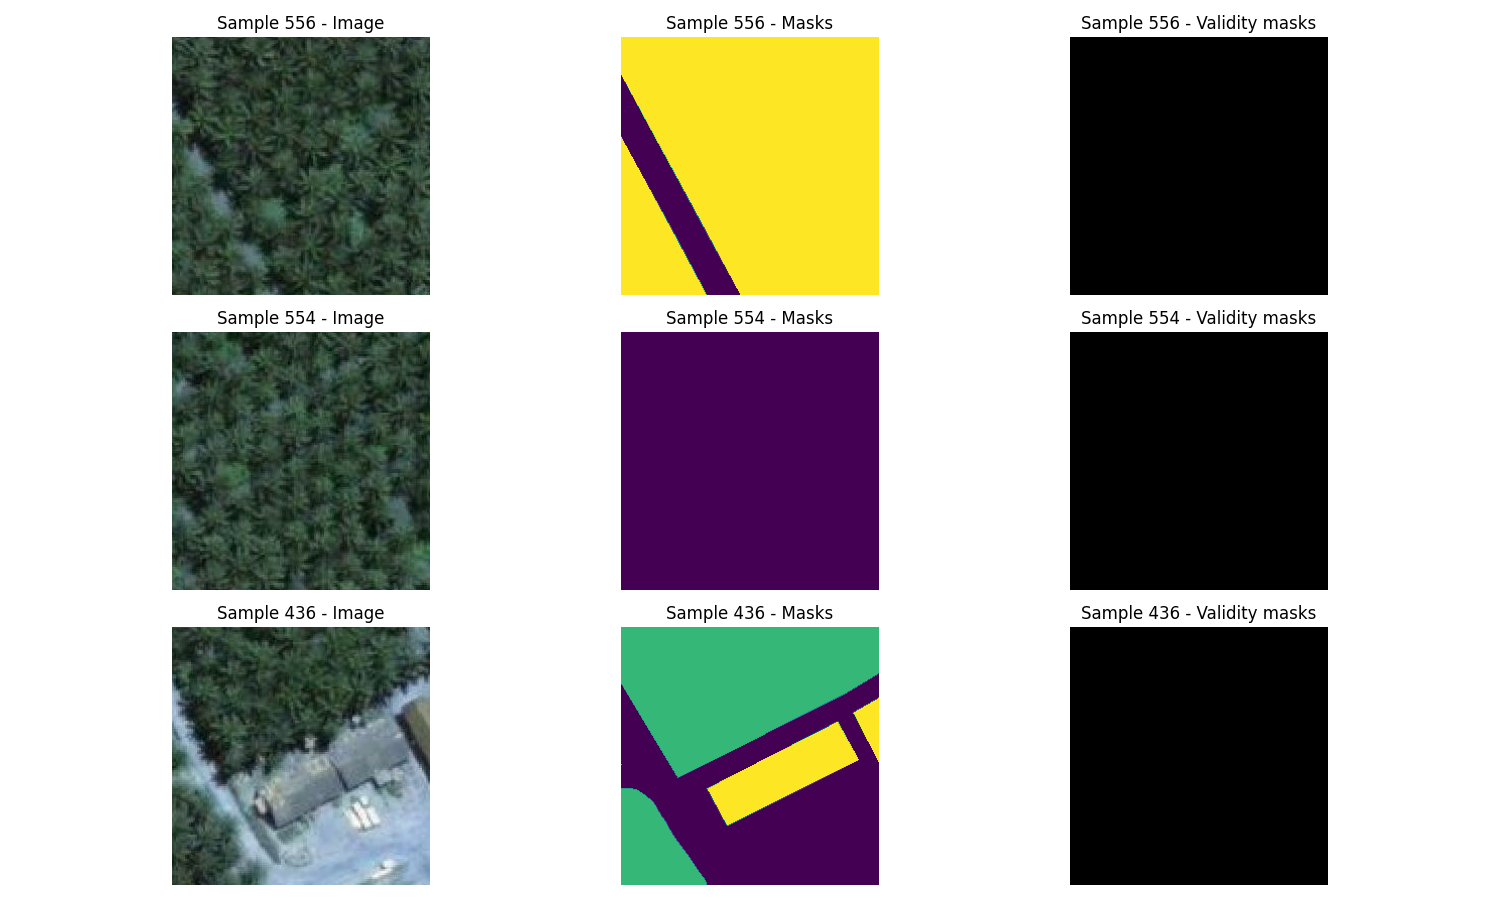 Sample 556 - Image
Sample 556 - Masks
Sample 556 - Validity masks
Sample 554 - Image
Sample 554 - Masks
Sample 554 - Validity masks
Sample 436 - Image
Sample 436 - Masks
Sample 436 - Validity masks